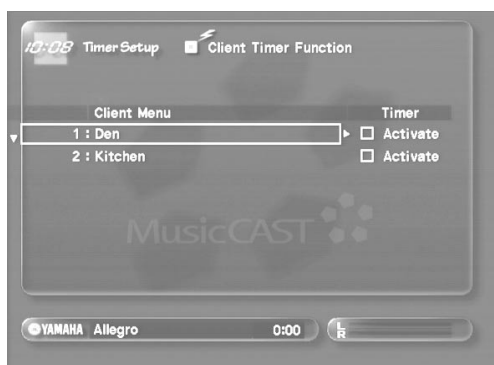 10:08 Timer Setup Client Timer Function
Client Menu Timer
1 : Den Activate
2 : Kitchen Activate
MusicCAST
YAMAHA Allegro 0:00 L
R